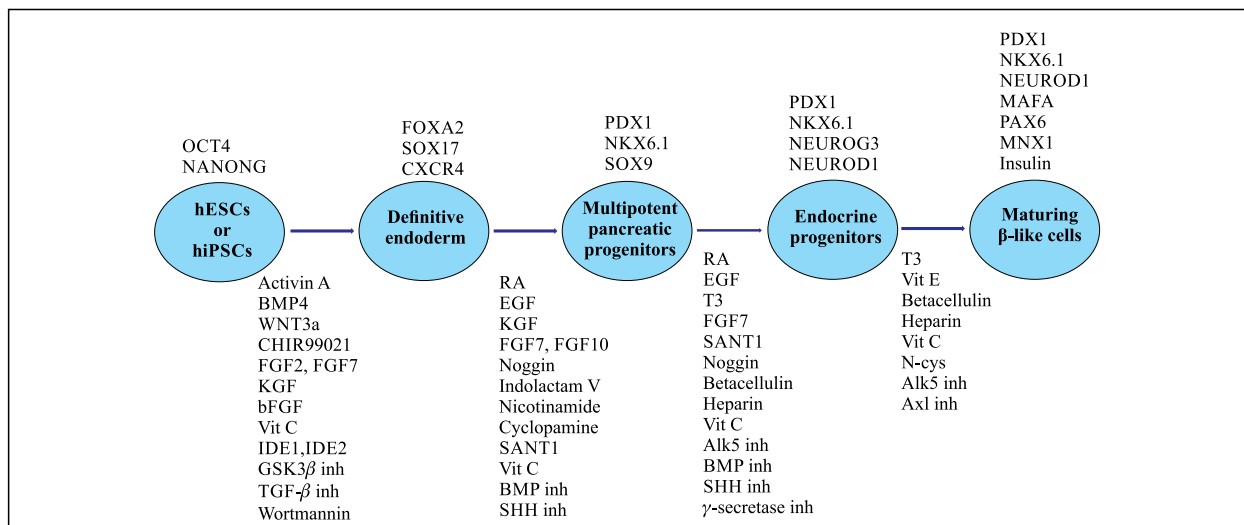 OCT4
NANONG
hESCs
or
hiPSCs
Activin A
BMP4
WNT3a
CHIR99021
FGF2, FGF7
KGF
bFGF
Vit C
IDE1,IDE2
GSK3β inh
TGF-β inh
Wortmannin
FOXA2
SOX17
CXCR4
Definitive
endoderm
RA
EGF
KGF
FGF7, FGF10
Noggin
Indolactam V
Nicotinamide
Cyclopamine
SANT1
Vit C
BMP inh
SHH inh
PDX1
NKX6.1
SOX9
Multipotent
pancreatic
progenitors
RA
EGF
T3
FGF7
SANT1
Noggin
Betacellulin
Heparin
Vit C
Alk5 inh
BMP inh
SHH inh
γ-secretase inh
PDX1
NKX6.1
NEUROG3
NEUROD1
Endocrine
progenitors
T3
Vit E
Betacellulin
Heparin
Vit C
N-cys
Alk5 inh
Axl inh
PDX1
NKX6.1
NEUROD1
MAFA
PAX6
MNX1
Insulin
Maturing
β-like cells